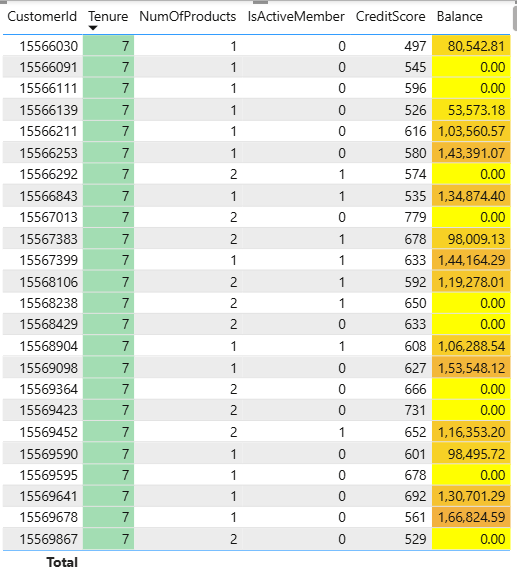 CustomerId Tenure NumOfProducts IsActiveMember CreditScore Balance
15566030 7 1 0 497 80,542.81
15566091 7 1 0 545 0.00
15566111 7 1 0 596 0.00
15566139 7 1 0 526 53,573.18
15566211 7 1 0 616 1,03,560.57
15566253 7 1 0 580 1,43,391.07
15566292 7 2 1 574 0.00
15566843 7 1 1 535 1,34,874.40
15567013 7 2 0 779 0.00
15567383 7 2 1 678 98,009.13
15567399 7 1 1 633 1,44,164.29
15568106 7 2 1 592 1,19,278.01
15568238 7 2 1 650 0.00
15568429 7 2 0 633 0.00
15568904 7 1 1 608 1,06,288.54
15569098 7 1 0 627 1,53,548.12
15569364 7 2 0 666 0.00
15569423 7 2 0 731 0.00
15569452 7 2 1 652 1,16,353.20
15569590 7 1 0 601 98,495.72
15569595 7 1 0 678 0.00
15569641 7 1 0 692 1,30,701.29
15569678 7 1 0 561 1,66,824.59
15569867 7 2 0 529 0.00
Total